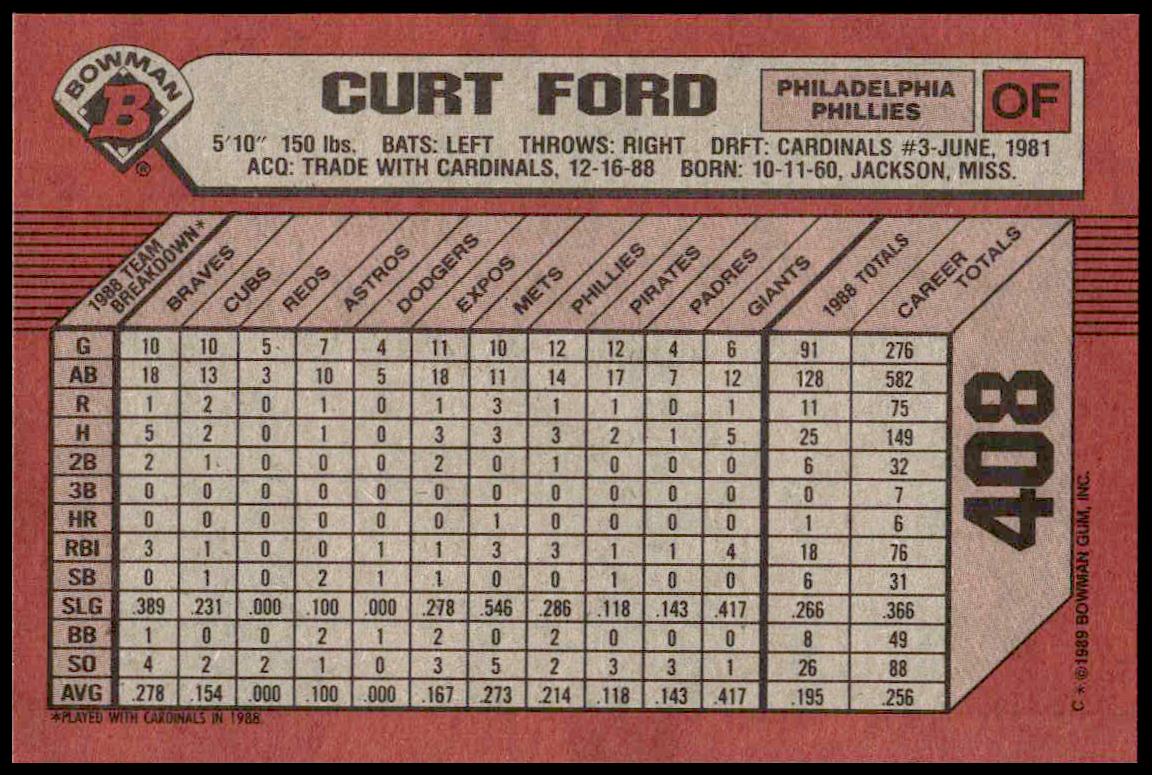 BOWMAN
B
®
CURT FORD
PHILADELPHIA
PHILLIES
OF
5'10" 150 lbs. BATS: LEFT THROWS: RIGHT DRFT: CARDINALS #3-JUNE, 1981
ACQ: TRADE WITH CARDINALS, 12-16-88 BORN: 10-11-60, JACKSON, MISS.
1988 TEAM
BREAKDOWN* BRAVES CUBS REDS ASTROS DODGERS EXPOS METS PHILLIES PIRATES PADRES GIANTS 1988 TOTALS CAREER
TOTALS
G 10 10 5 7 4 11 10 12 12 4 6 91 276
AB 18 13 3 10 5 18 11 14 17 7 12 128 582
R 1 2 0 1 0 1 3 1 1 0 1 11 75
H 5 2 0 1 0 3 3 3 2 1 5 25 149
2B 2 1 0 0 0 2 0 1 0 0 0 6 32
3B 0 0 0 0 0 0 0 0 0 0 0 0 7
HR 0 0 0 0 0 0 1 0 0 0 0 1 6
RBI 3 1 0 0 1 1 3 3 1 1 4 18 76
SB 0 1 0 2 1 1 0 0 1 0 0 6 31
SLG .389 .231 .000 .100 .000 .278 .546 .286 .118 .143 .417 .266 .366
BB 1 0 0 2 1 2 0 2 0 0 0 8 49
SO 4 2 2 1 0 3 5 2 3 3 1 26 88
AVG .278 .154 .000 .100 .000 .167 .273 .214 .118 .143 .417 .195 .256
*PLAYED WITH CARDINALS IN 1988.
408
C * ©1989 BOWMAN GUM, INC.